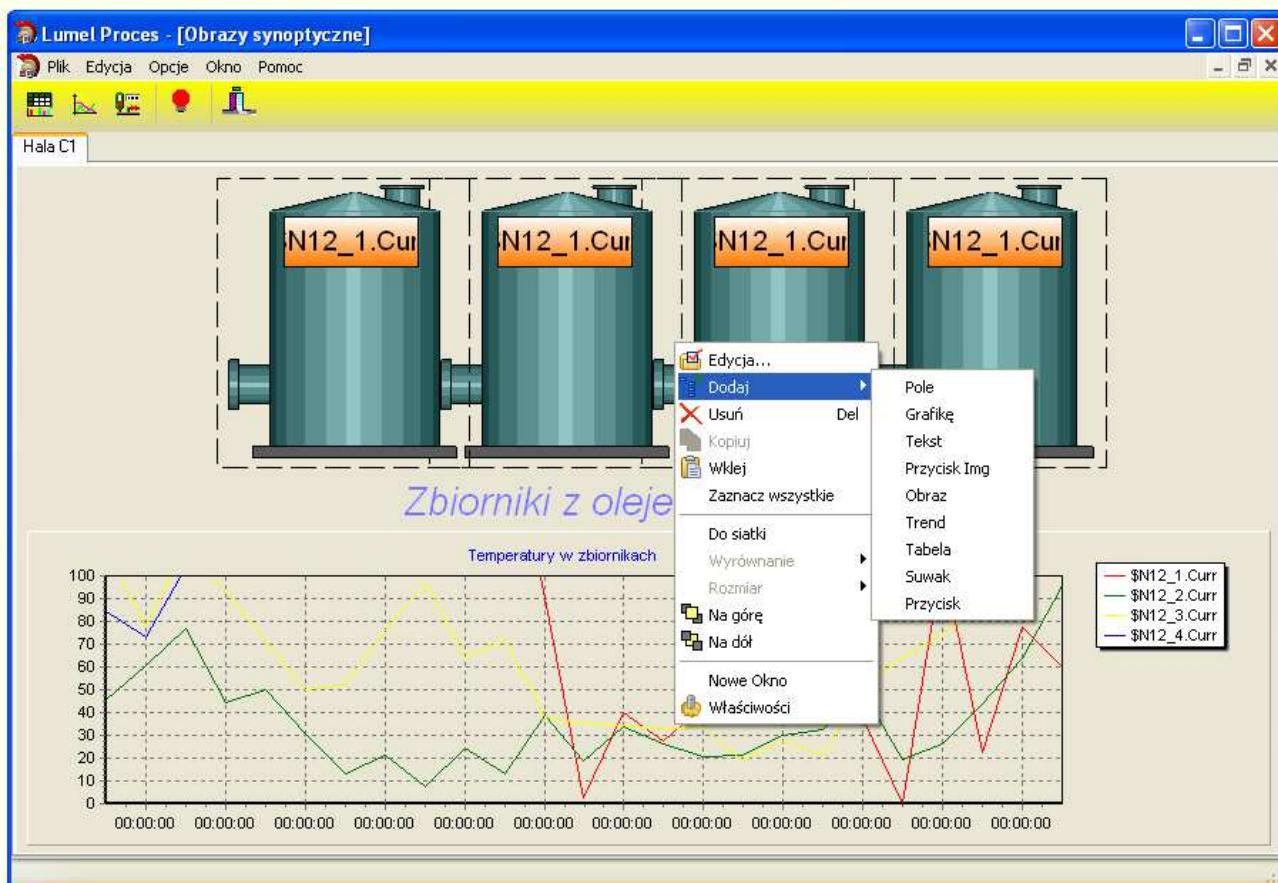 Lumel Proces - [Obrazy synoptyczne]
Plik Edycja Opcje Okno Pomoc
Hala C1
N12_1.Cur N12_1.Cur N12_1.Cur N12_1.Cur
Edycja...
Dodaj
Usuń Del
Kopiuj
Wklej
Zaznacz wszystkie
Do siatki
Wyrównanie
Rozmiar
Na górę
Na dół
Nowe Okno
Właściwości
Pole
Grafikę
Tekst
Przycisk Img
Obraz
Trend
Tabela
Suwak
Przycisk
Zbiorniki z oleje
Temperatury w zbiornikach
100
90
80
70
60
50
40
30
20
10
0
00:00:00 00:00:00 00:00:00 00:00:00 00:00:00 00:00:00 00:00:00 00:00:00 00:00:00 00:00:00 00:00:00 00:00:00
$N12_1.Curr
$N12_2.Curr
$N12_3.Curr
$N12_4.Curr